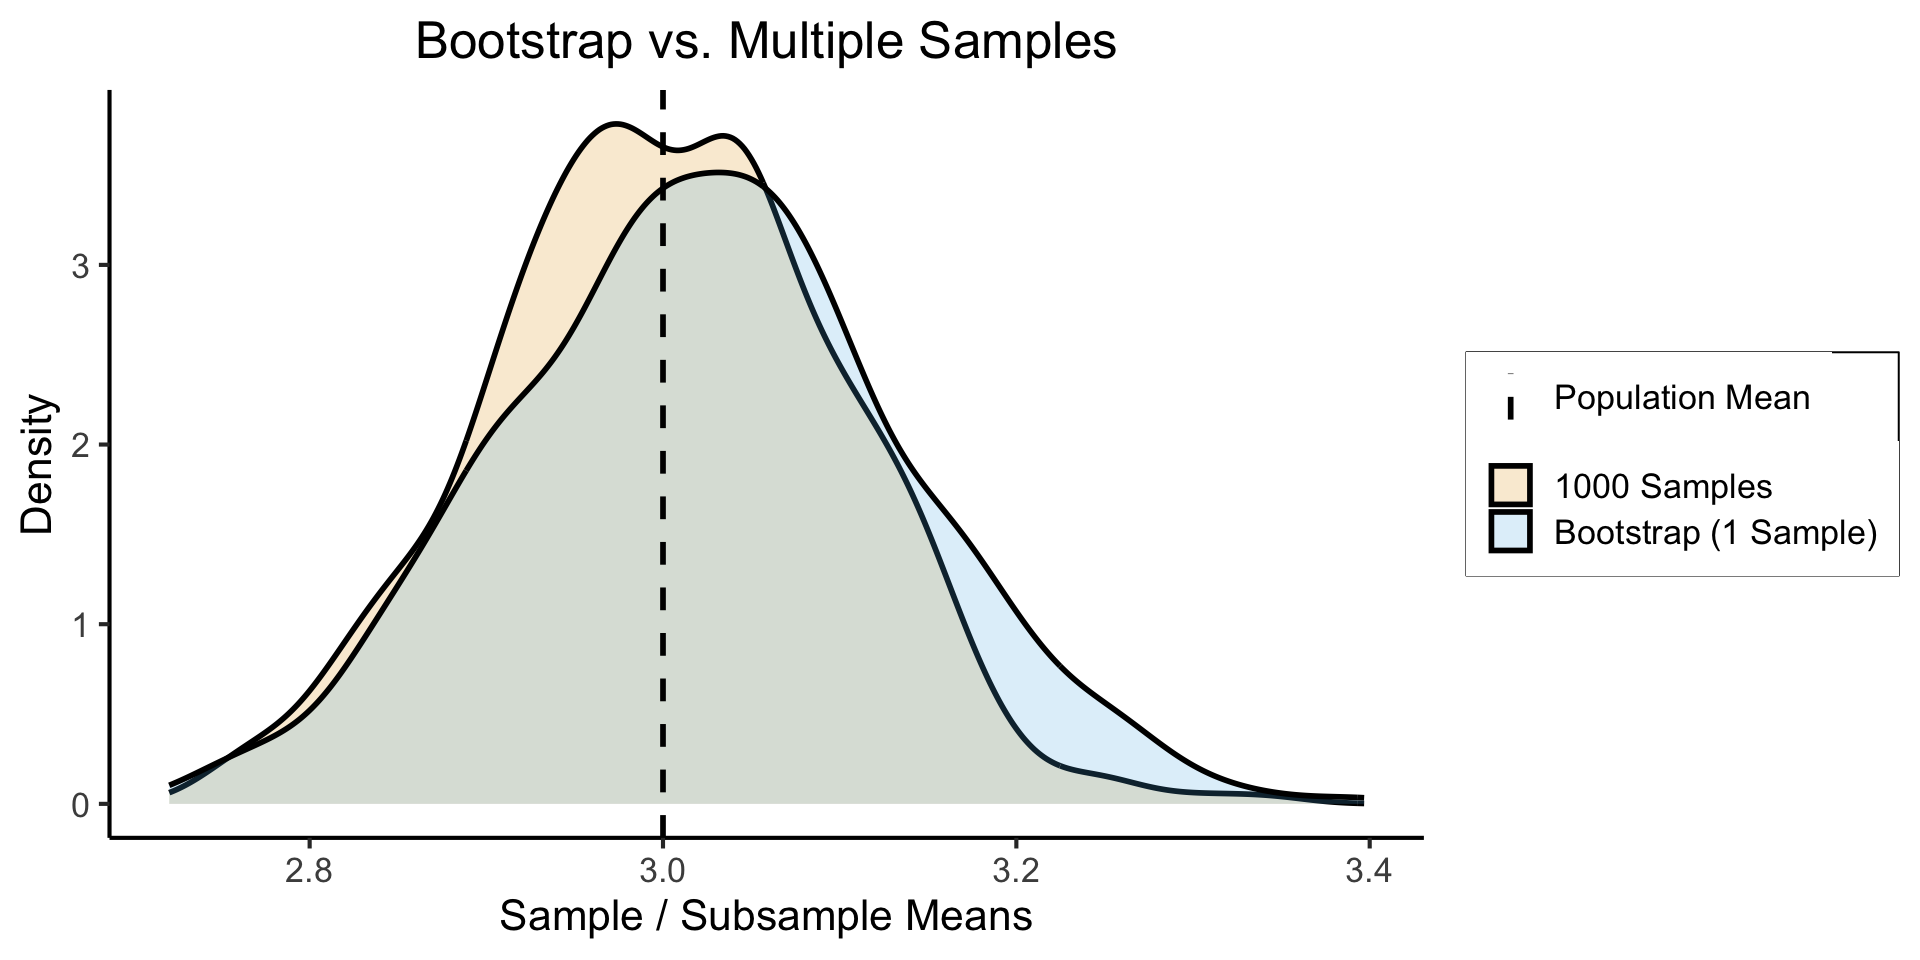 Bootstrap vs. Multiple Samples
Density
3
2
1
0
2.8 3.0 3.2 3.4
Sample / Subsample Means
Population Mean
1000 Samples
Bootstrap (1 Sample)